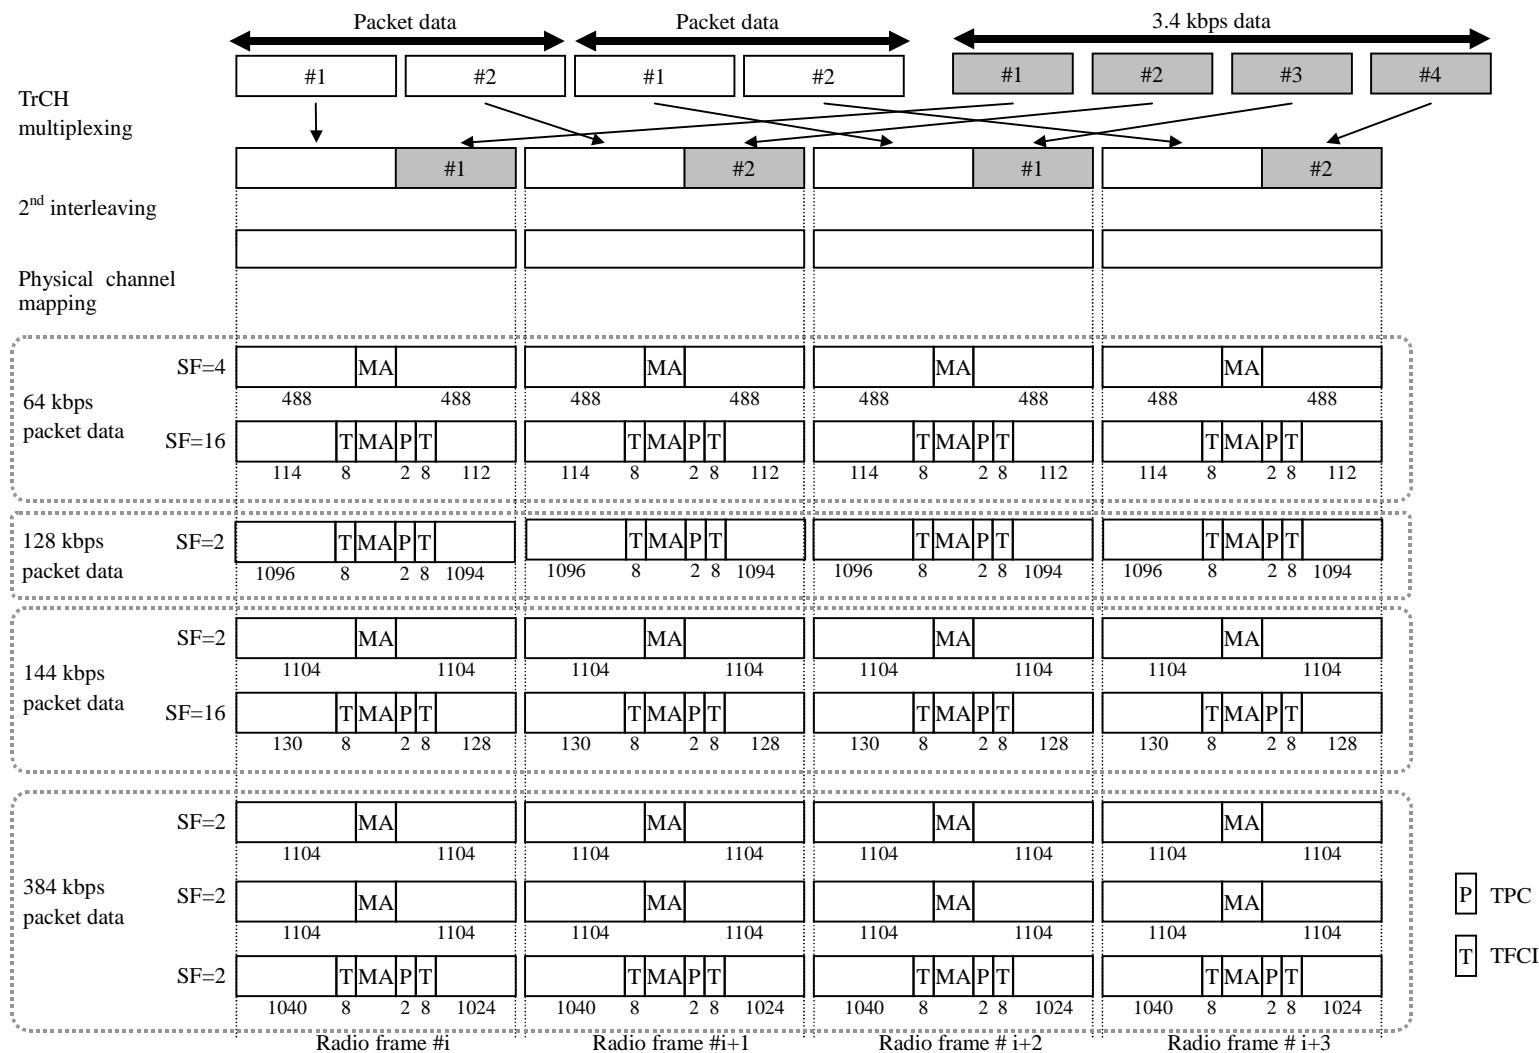 Packet data Packet data 3.4 kbps data
#1 #2 #1 #2 #1 #2 #3 #4
TrCH
multiplexing
#1 #2 #1 #2
2nd interleaving
Physical channel
mapping
64 kbps
packet data
SF=4 MA MA MA MA
488 488 488 488 488 488 488 488
SF=16 T MA P T T MA P T T MA P T T MA P T
114 8 2 8 112 114 8 2 8 112 114 8 2 8 112 114 8 2 8 112
128 kbps
packet data
SF=2 T MA P T T MA P T T MA P T T MA P T
1096 8 2 8 1094 1096 8 2 8 1094 1096 8 2 8 1094 1096 8 2 8 1094
144 kbps
packet data
SF=2 MA MA MA MA
1104 1104 1104 1104 1104 1104 1104 1104
SF=16 T MA P T T MA P T T MA P T T MA P T
130 8 2 8 128 130 8 2 8 128 130 8 2 8 128 130 8 2 8 128
384 kbps
packet data
SF=2 MA MA MA MA
1104 1104 1104 1104 1104 1104 1104 1104
SF=2 MA MA MA MA
1104 1104 1104 1104 1104 1104 1104 1104
SF=2 T MA P T T MA P T T MA P T T MA P T
1040 8 2 8 1024 1040 8 2 8 1024 1040 8 2 8 1024 1040 8 2 8 1024
Radio frame #i Radio frame #i+1 Radio frame # i+2 Radio frame # i+3
P TPC
T TFCI